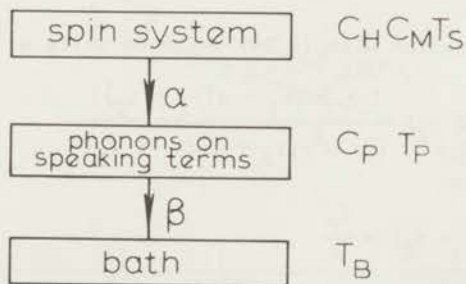 spin system C_H C_M T_S
α
phonons on
speaking terms C_P T_P
β
bath T_B